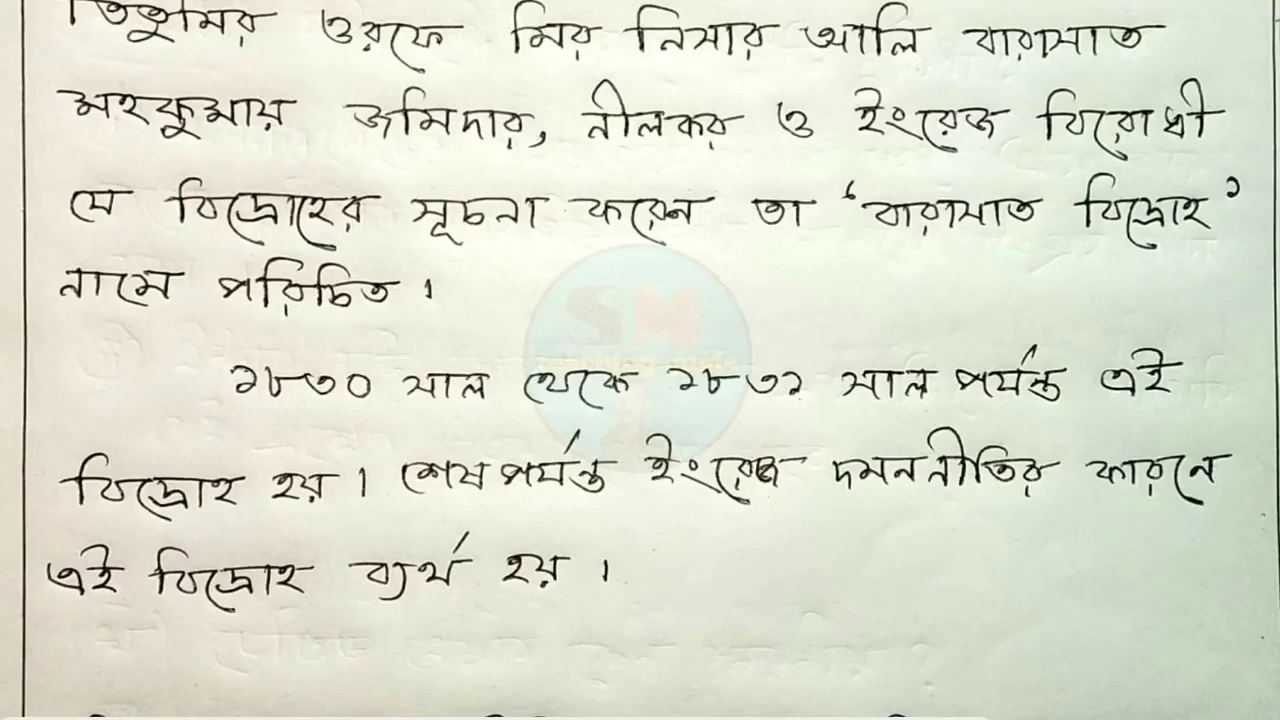 তিতুমির ওরফে মির নিসার আলি বারাসাত
মহকুমায় জমিদার, নীলকর ও ইংরেজ বিরোধী
যে বিদ্রোহের সূচনা করেন তা ‘বারাসাত বিদ্রোহ’
নামে পরিচিত।
SM
১৮৩০ সাল থেকে ১৮৩১ সাল পর্যন্ত এই
বিদ্রোহ হয়। শেষপর্যন্ত ইংরেজ দমননীতির কারনে
এই বিদ্রোহ ব্যর্থ হয়।